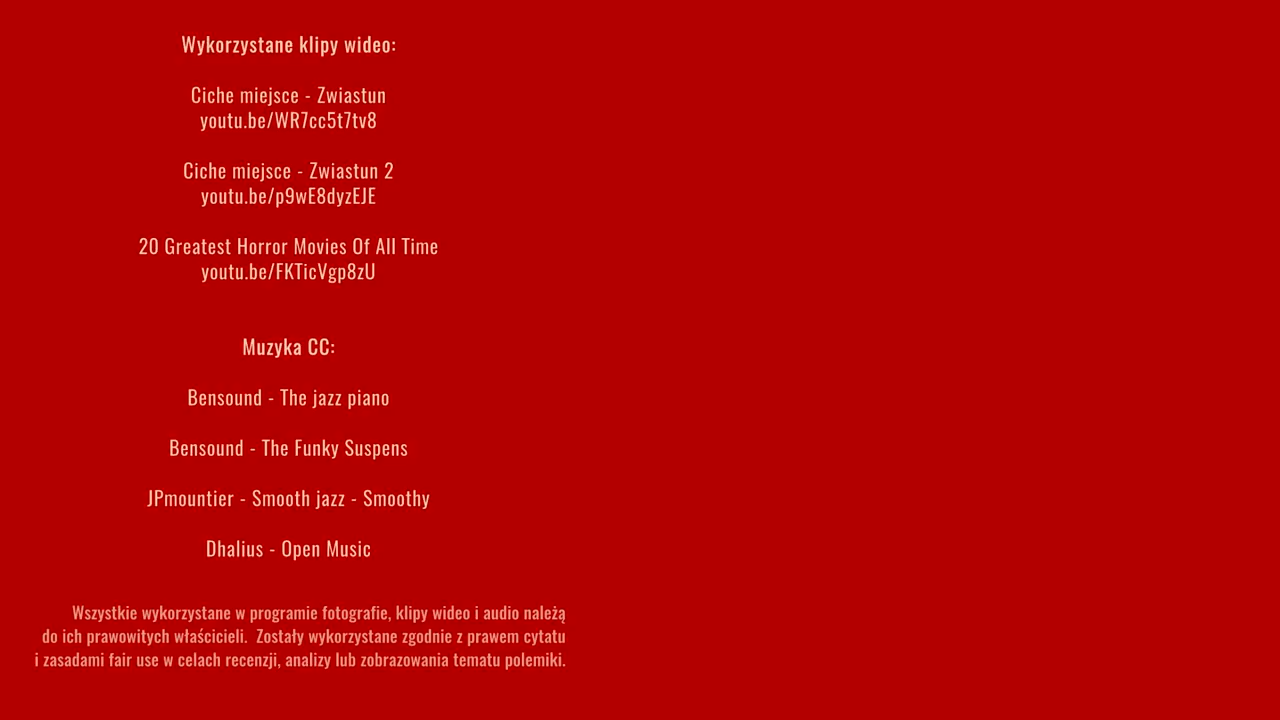 Wykorzystane klipy wideo:
Ciche miejsce - Zwiastun
youtu.be/WR7cc5t7tv8
Ciche miejsce - Zwiastun 2
youtu.be/p9wE8dyzEJE
20 Greatest Horror Movies Of All Time
youtu.be/FKTicVgp8zU
Muzyka CC:
Bensound - The jazz piano
Bensound - The Funky Suspens
JPmountier - Smooth jazz - Smoothy
Dhalius - Open Music
Wszystkie wykorzystane w programie fotografie, klipy wideo i audio należą
do ich prawowitych właścicieli. Zostały wykorzystane zgodnie z prawem cytatu
i zasadami fair use w celach recenzji, analizy lub zobrazowania tematu polemiki.